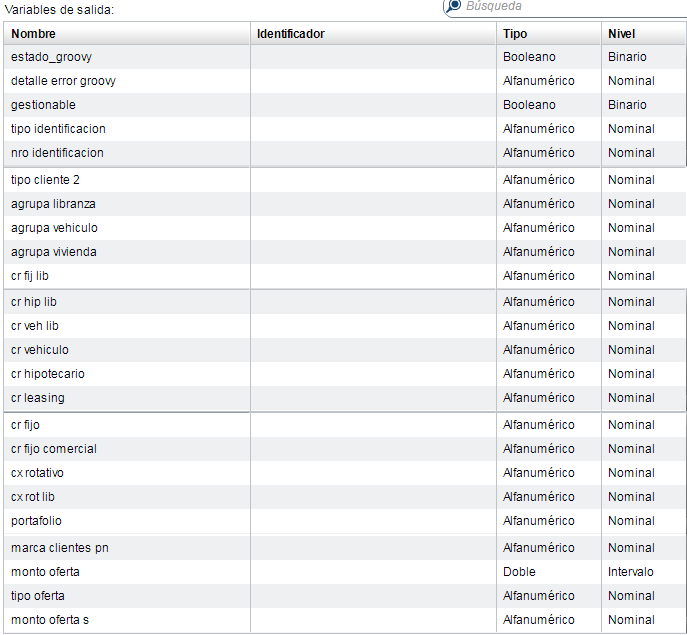 Variables de salida:
Búsqueda
Nombre Identificador Tipo Nivel
estado_groovy Booleano Binario
detalle error groovy Alfanumérico Nominal
gestionable Booleano Binario
tipo identificacion Alfanumérico Nominal
nro identificacion Alfanumérico Nominal
tipo cliente 2 Alfanumérico Nominal
agrupa libranza Alfanumérico Nominal
agrupa vehiculo Alfanumérico Nominal
agrupa vivienda Alfanumérico Nominal
cr fij lib Alfanumérico Nominal
cr hip lib Alfanumérico Nominal
cr veh lib Alfanumérico Nominal
cr vehiculo Alfanumérico Nominal
cr hipotecario Alfanumérico Nominal
cr leasing Alfanumérico Nominal
cr fijo Alfanumérico Nominal
cr fijo comercial Alfanumérico Nominal
cx rotativo Alfanumérico Nominal
cx rot lib Alfanumérico Nominal
portafolio Alfanumérico Nominal
marca clientes pn Alfanumérico Nominal
monto oferta Doble Intervalo
tipo oferta Alfanumérico Nominal
monto oferta s Alfanumérico Nominal